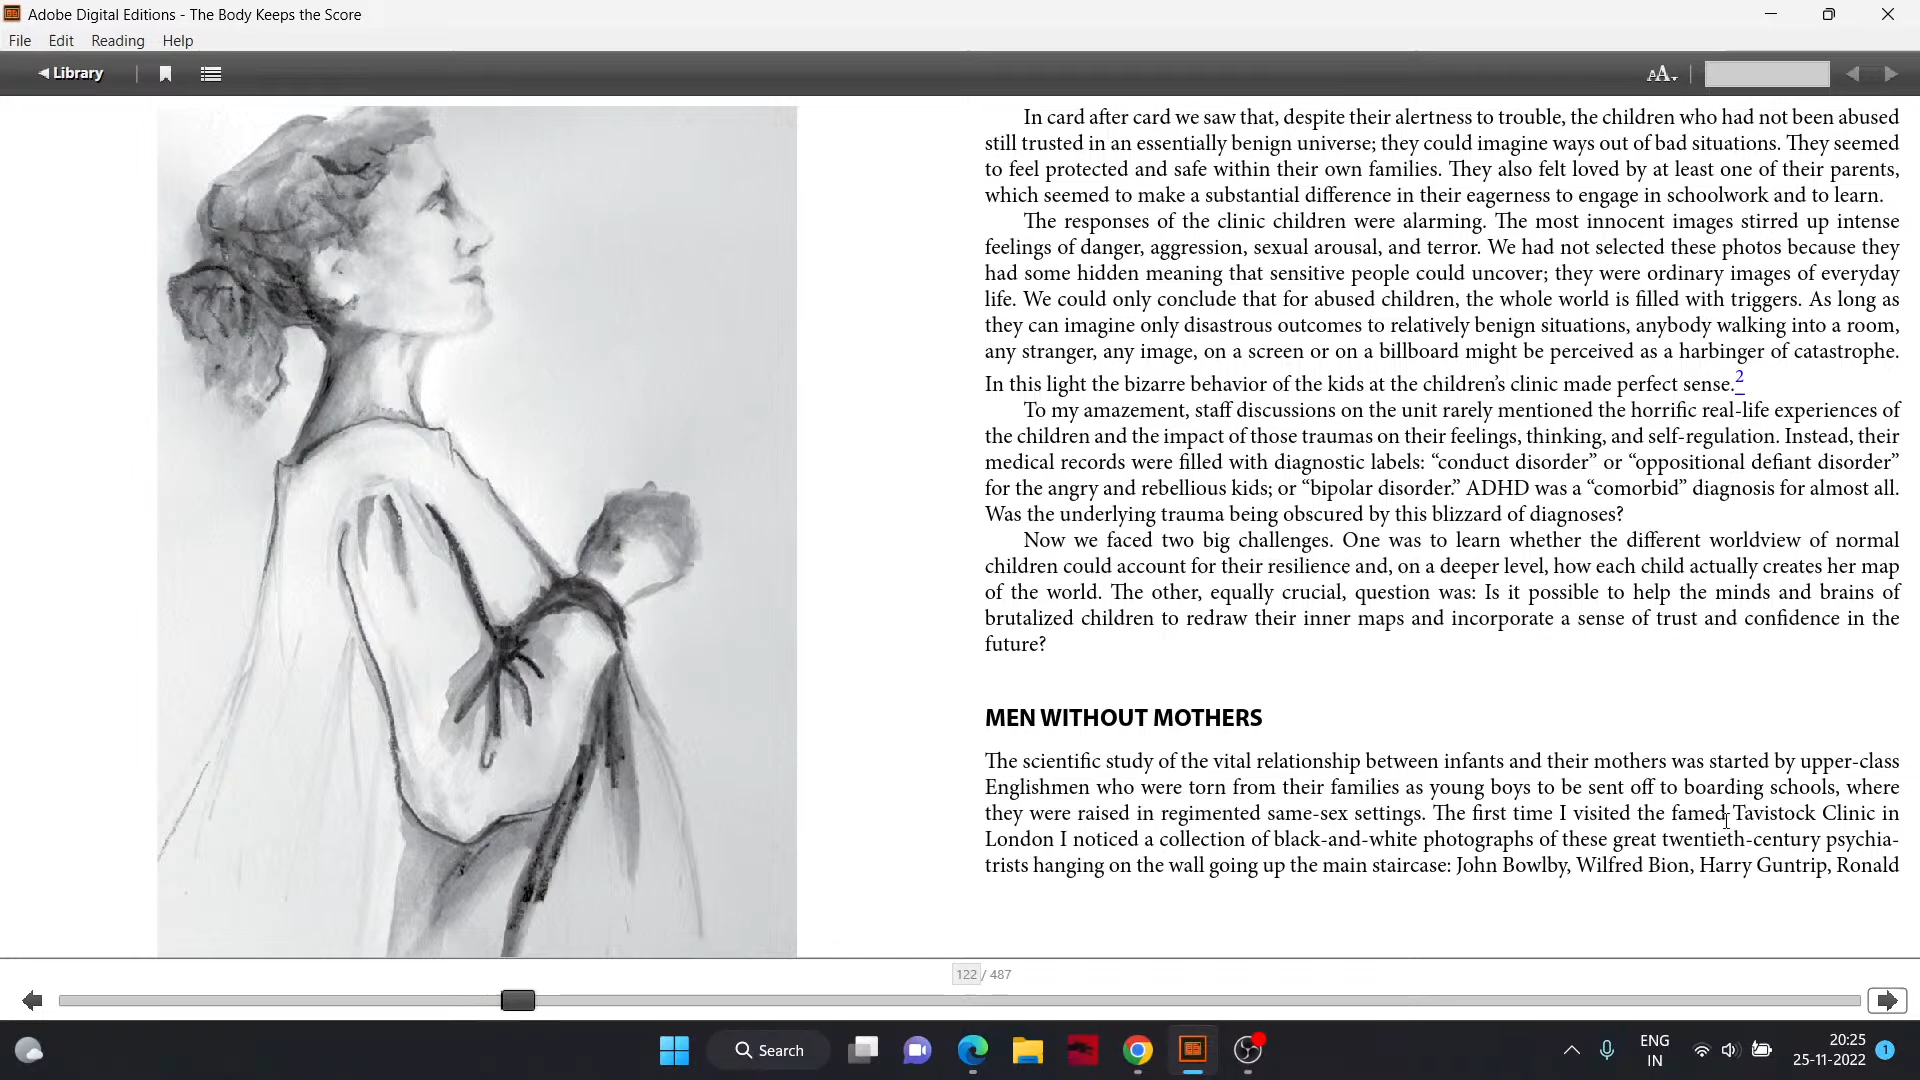 Adobe Digital Editions - The Body Keeps the Score
File Edit Reading Help
Library
AA
In card after card we saw that, despite their alertness to trouble, the children who had not been abused
still trusted in an essentially benign universe; they could imagine ways out of bad situations. They seemed
to feel protected and safe within their own families. They also felt loved by at least one of their parents,
which seemed to make a substantial difference in their eagerness to engage in schoolwork and to learn.
The responses of the clinic children were alarming. The most innocent images stirred up intense
feelings of danger, aggression, sexual arousal, and terror. We had not selected these photos because they
had some hidden meaning that sensitive people could uncover; they were ordinary images of everyday
life. We could only conclude that for abused children, the whole world is filled with triggers. As long as
they can imagine only disastrous outcomes to relatively benign situations, anybody walking into a room,
any stranger, any image, on a screen or on a billboard might be perceived as a harbinger of catastrophe.
In this light the bizarre behavior of the kids at the children’s clinic made perfect sense.2
To my amazement, staff discussions on the unit rarely mentioned the horrific real-life experiences of
the children and the impact of those traumas on their feelings, thinking, and self-regulation. Instead, their
medical records were filled with diagnostic labels: “conduct disorder” or “oppositional defiant disorder”
for the angry and rebellious kids; or “bipolar disorder.” ADHD was a “comorbid” diagnosis for almost all.
Was the underlying trauma being obscured by this blizzard of diagnoses?
Now we faced two big challenges. One was to learn whether the different worldview of normal
children could account for their resilience and, on a deeper level, how each child actually creates her map
of the world. The other, equally crucial, question was: Is it possible to help the minds and brains of
brutalized children to redraw their inner maps and incorporate a sense of trust and confidence in the
future?
MEN WITHOUT MOTHERS
The scientific study of the vital relationship between infants and their mothers was started by upper-class
Englishmen who were torn from their families as young boys to be sent off to boarding schools, where
they were raised in regimented same-sex settings. The first time I visited the famed Tavistock Clinic in
London I noticed a collection of black-and-white photographs of these great twentieth-century psychia-
trists hanging on the wall going up the main staircase: John Bowlby, Wilfred Bion, Harry Guntrip, Ronald
122 / 487
Search
ENG
IN
20:25
25-11-2022
1